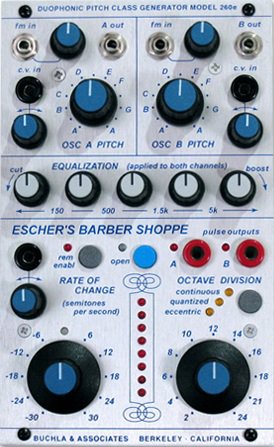 DUOPHONIC PITCH CLASS GENERATOR MODEL 260e
fm in A out fm in B out
c.v. in c.v. in
C D E F G A A
C D E F G A A
OSC A PITCH OSC B PITCH
EQUALIZATION (applied to both channels)
cut boost
150 500 1.5k 5k
ESCHER'S BARBER SHOPPE pulse outputs
rem enabl open A B
RATE OF CHANGE
(semitones per second)
OCTAVE DIVISION
continuous
quantized
eccentric
-6 6 10 12
-12 12 8 14
-18 18 6 16
-24 24 4 18
-30 30 2 24
BUCHLA & ASSOCIATES BERKELEY · CALIFORNIA